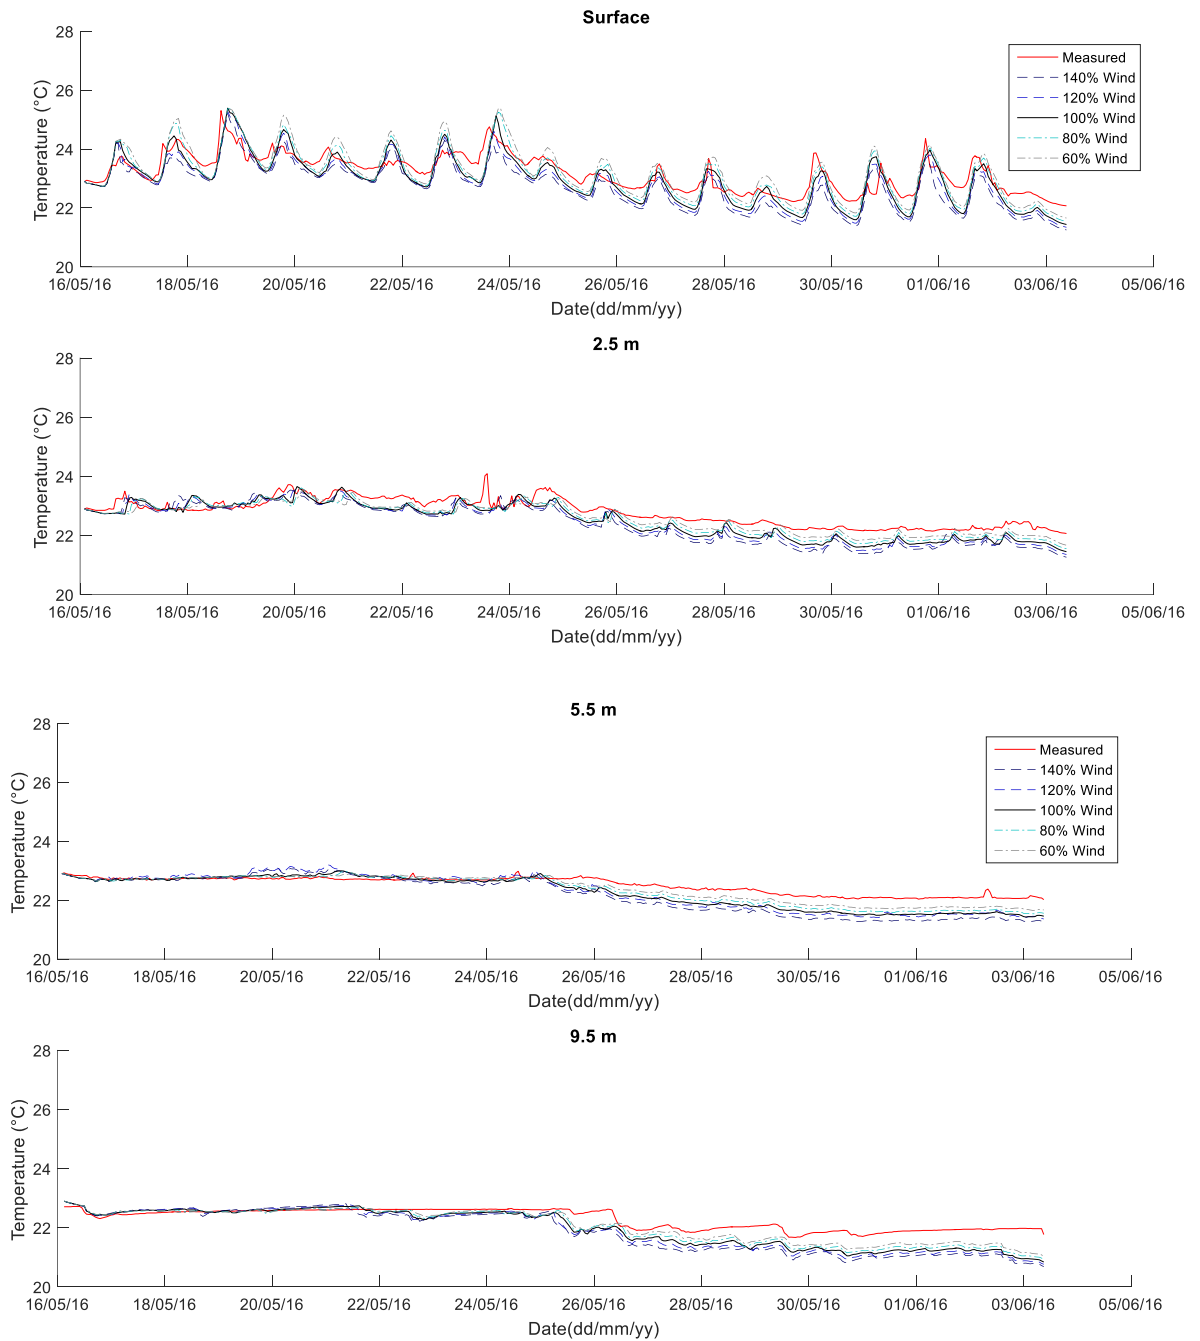 Surface
28
26
24
22
20
Temperature (°C)
Measured
140% Wind
120% Wind
100% Wind
80% Wind
60% Wind
16/05/16 18/05/16 20/05/16 22/05/16 24/05/16 26/05/16 28/05/16 30/05/16 01/06/16 03/06/16 05/06/16
Date(dd/mm/yy)
2.5 m
28
26
24
22
20
Temperature (°C)
16/05/16 18/05/16 20/05/16 22/05/16 24/05/16 26/05/16 28/05/16 30/05/16 01/06/16 03/06/16 05/06/16
Date(dd/mm/yy)
5.5 m
28
26
24
22
20
Temperature (°C)
Measured
140% Wind
120% Wind
100% Wind
80% Wind
60% Wind
16/05/16 18/05/16 20/05/16 22/05/16 24/05/16 26/05/16 28/05/16 30/05/16 01/06/16 03/06/16 05/06/16
Date(dd/mm/yy)
9.5 m
28
26
24
22
20
Temperature (°C)
16/05/16 18/05/16 20/05/16 22/05/16 24/05/16 26/05/16 28/05/16 30/05/16 01/06/16 03/06/16 05/06/16
Date(dd/mm/yy)